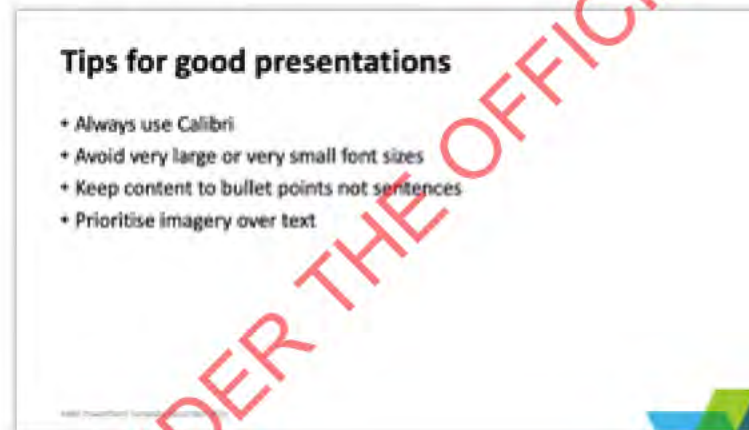 Tips for good presentations
• Always use Calibri
• Avoid very large or very small font sizes
• Keep content to bullet points not sentences
• Prioritise imagery over text
DER THE OFFICI